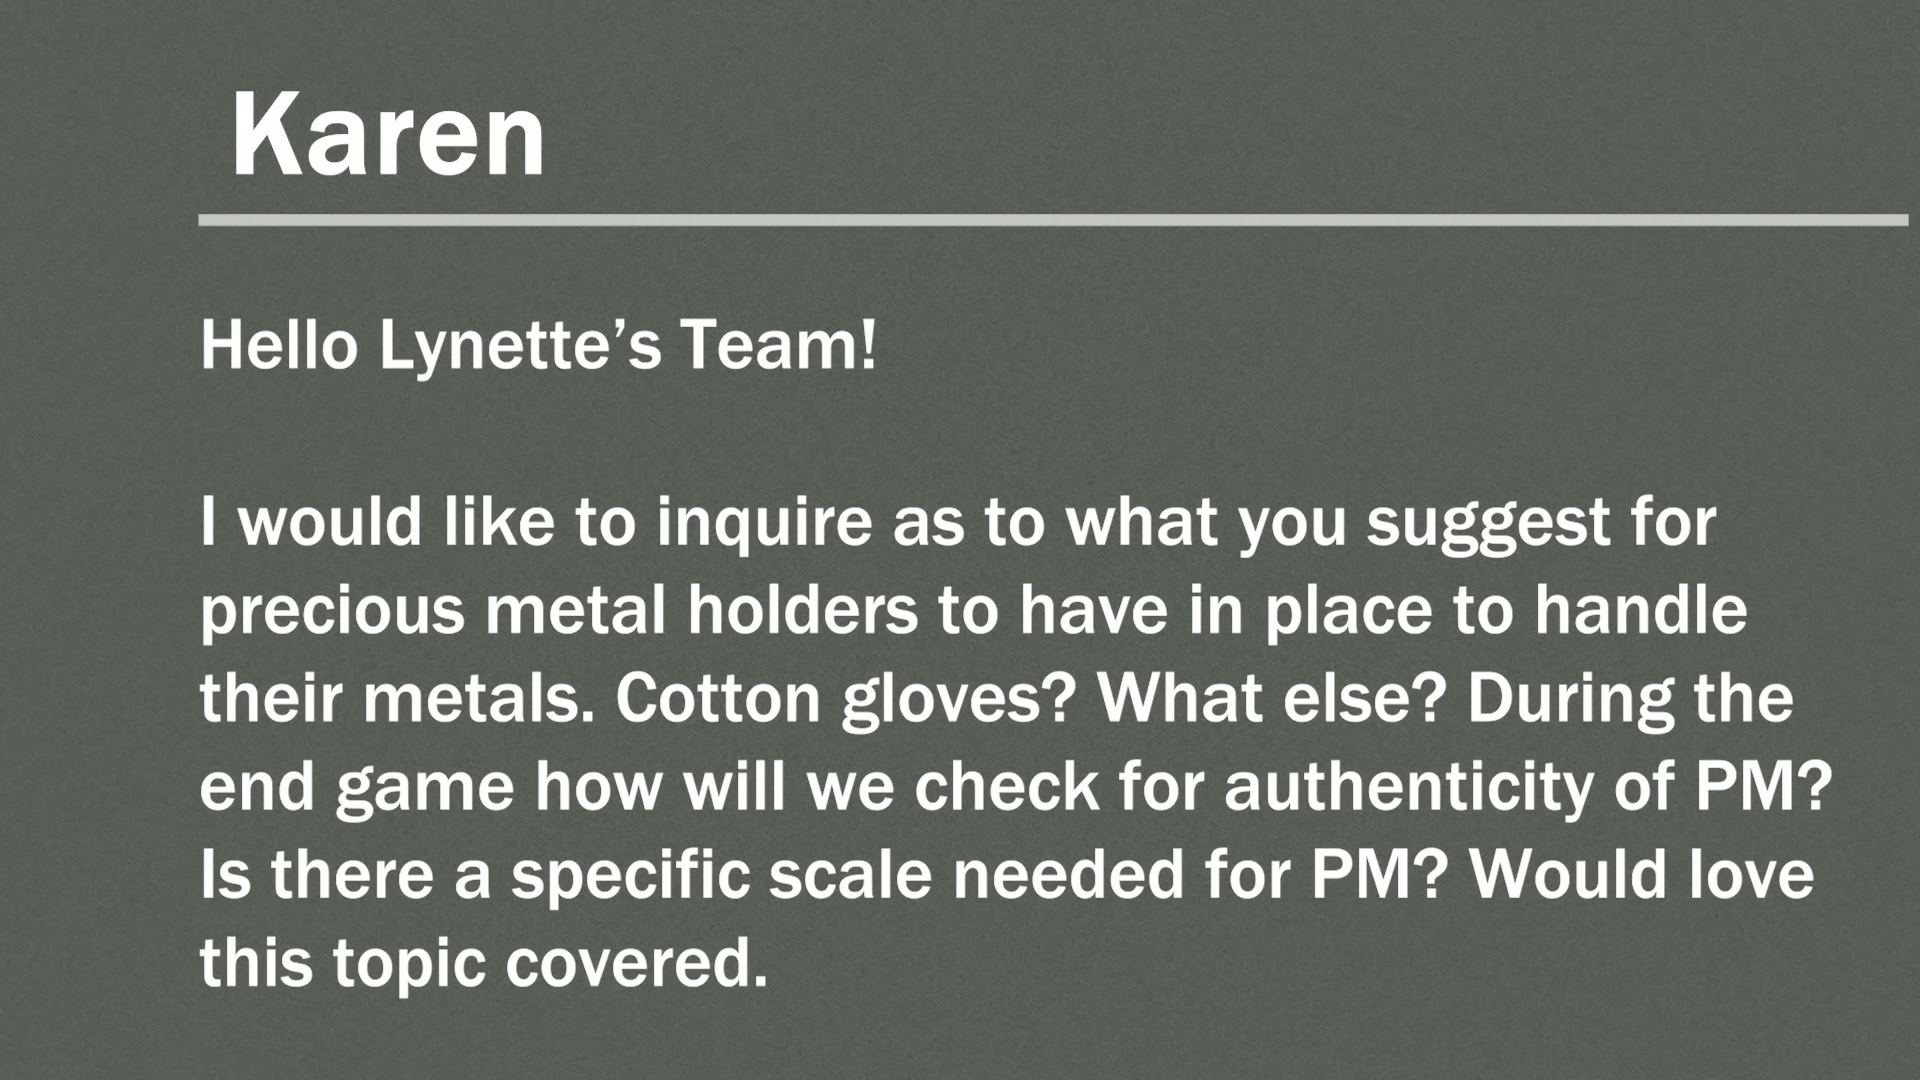 Karen
Hello Lynette’s Team!
I would like to inquire as to what you suggest for
precious metal holders to have in place to handle
their metals. Cotton gloves? What else? During the
end game how will we check for authenticity of PM?
Is there a specific scale needed for PM? Would love
this topic covered.